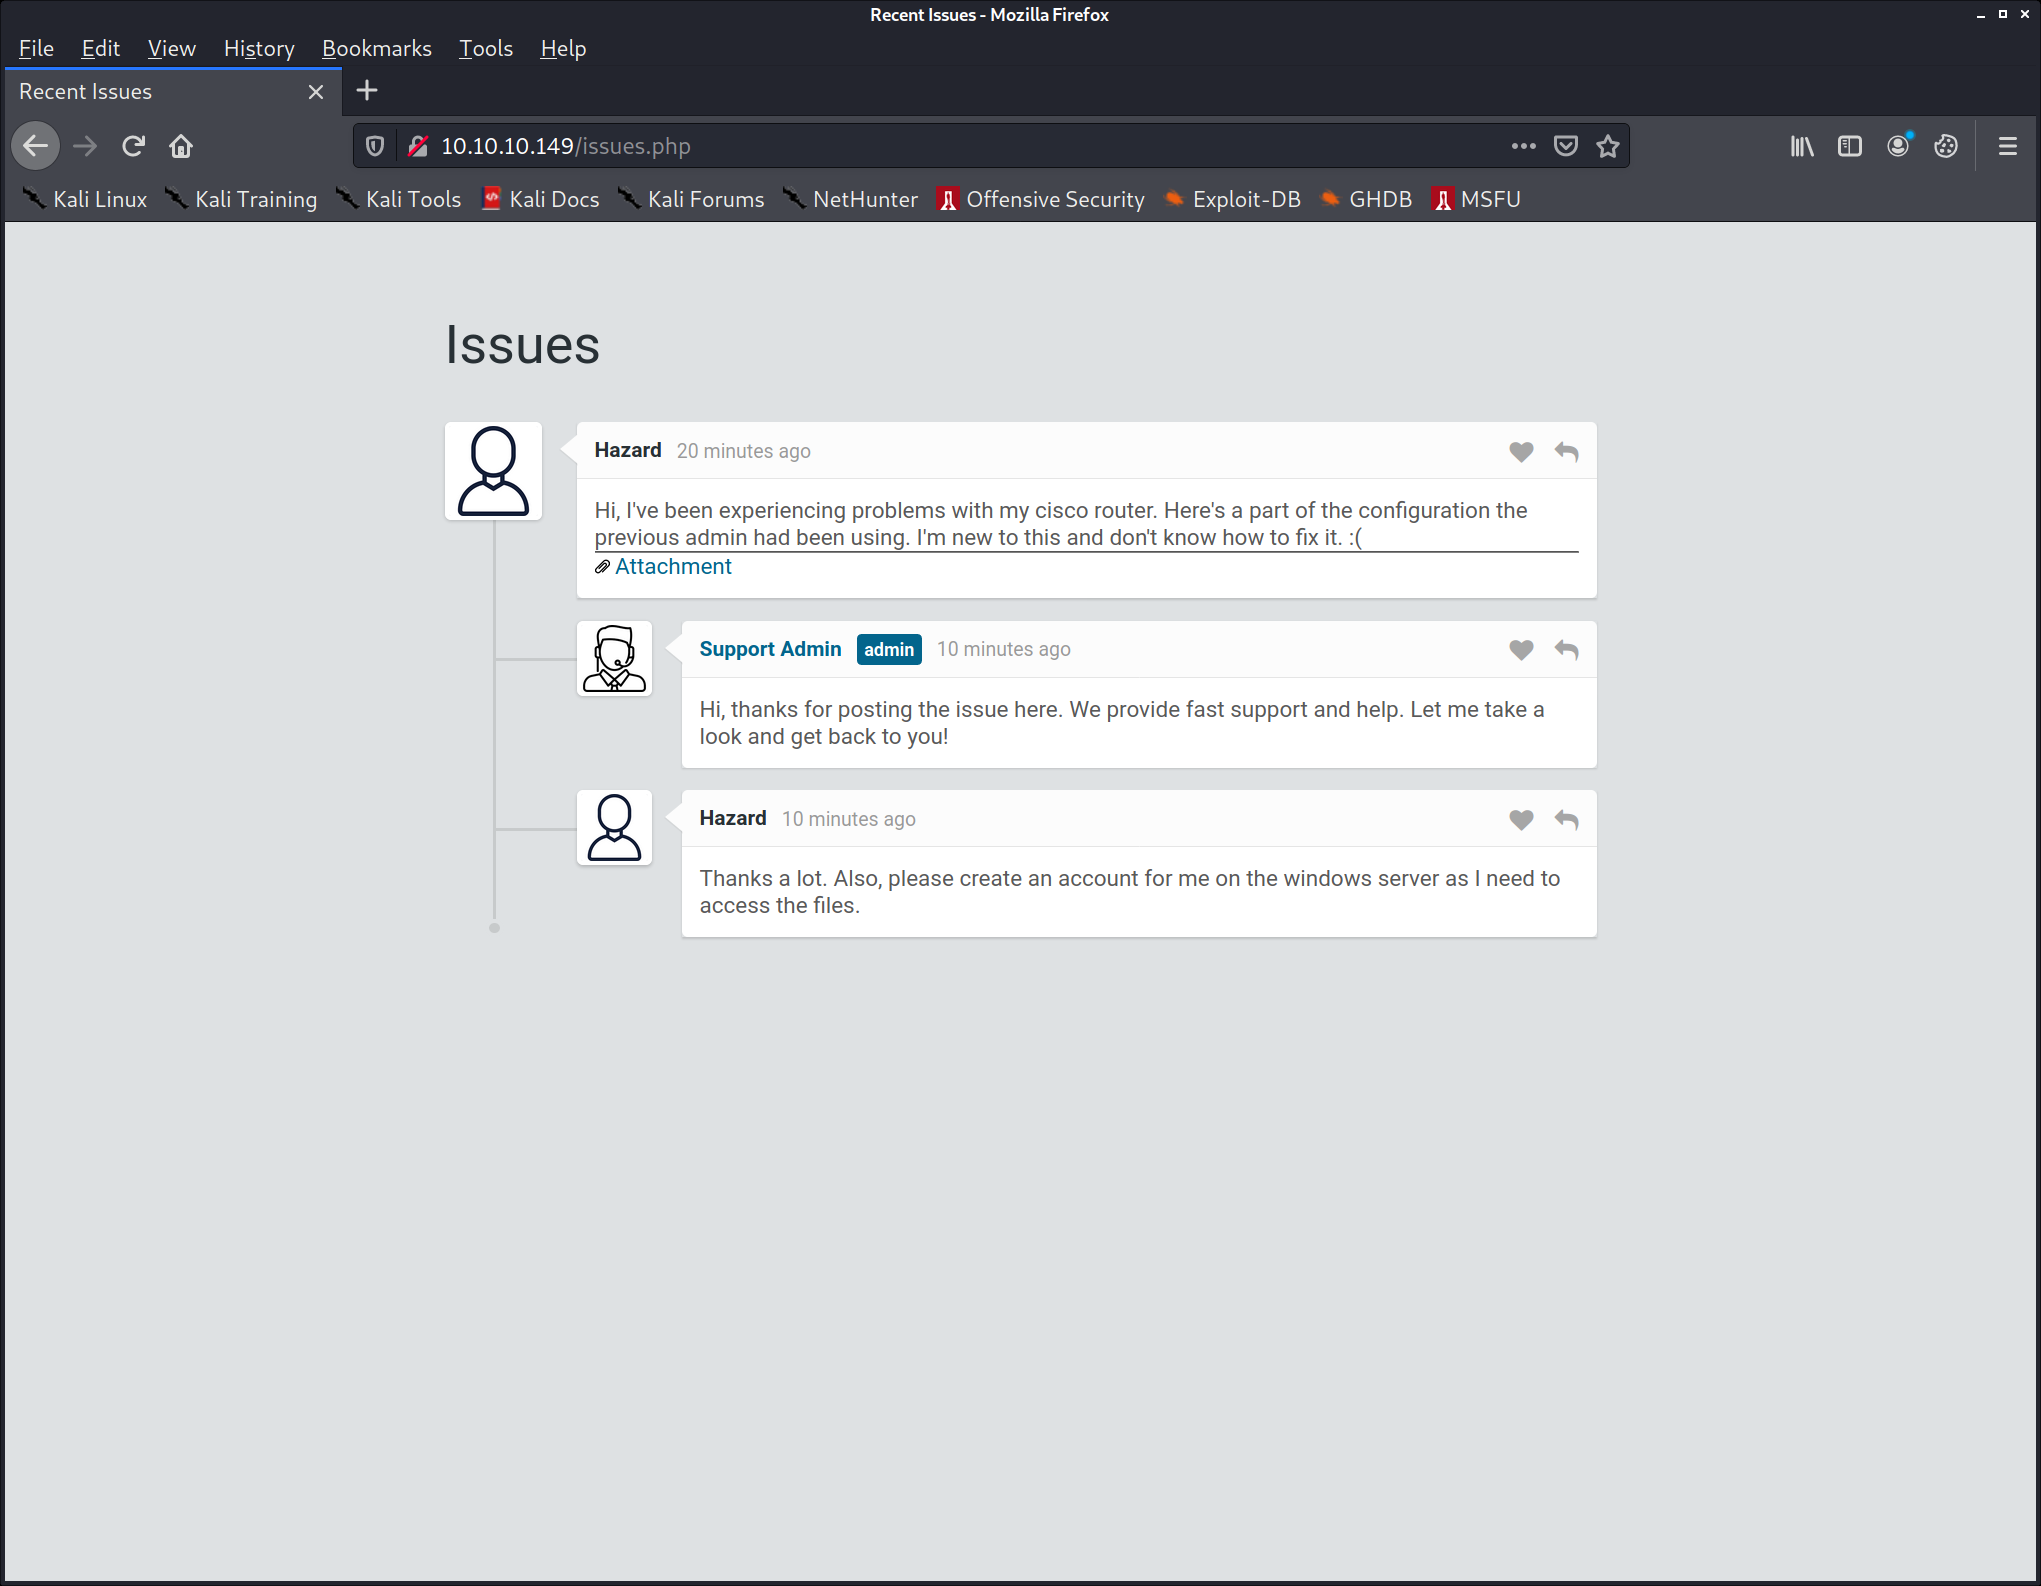 Recent Issues - Mozilla Firefox
File Edit View History Bookmarks Tools Help
Recent Issues
10.10.10.149/issues.php
Kali Linux Kali Training Kali Tools Kali Docs Kali Forums NetHunter Offensive Security Exploit-DB GHDB MSFU
Issues
Hazard 20 minutes ago
Hi, I've been experiencing problems with my cisco router. Here's a part of the configuration the
previous admin had been using. I'm new to this and don't know how to fix it. :(
Attachment
Support Admin admin 10 minutes ago
Hi, thanks for posting the issue here. We provide fast support and help. Let me take a
look and get back to you!
Hazard 10 minutes ago
Thanks a lot. Also, please create an account for me on the windows server as I need to
access the files.